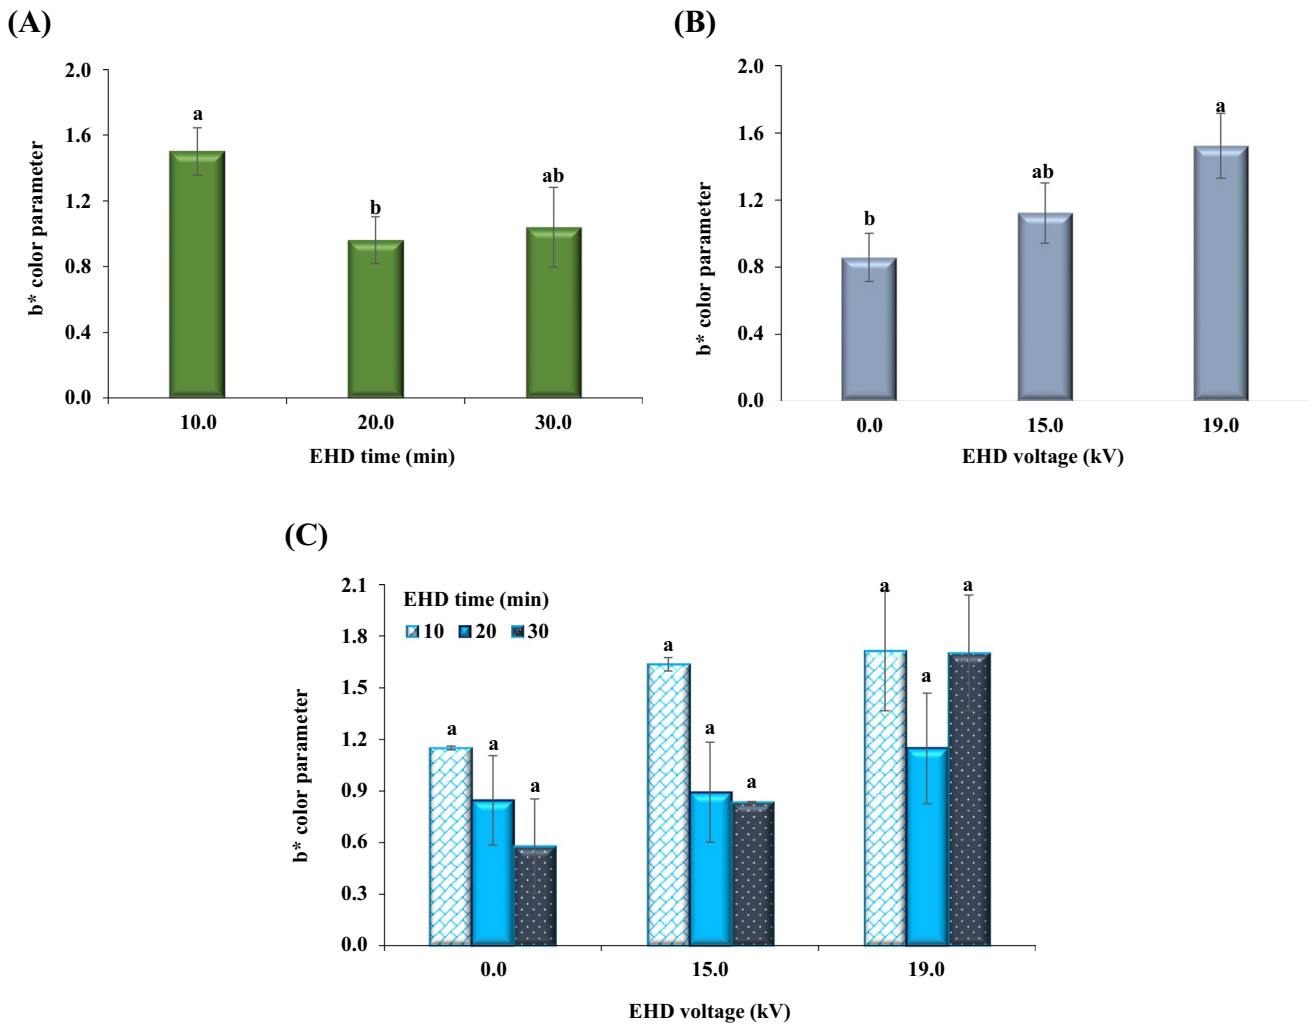 (A)
2.0
1.6
1.2
0.8
0.4
0.0
b* color parameter
a
b
ab
10.0 20.0 30.0
EHD time (min)
(B)
2.0
1.6
1.2
0.8
0.4
0.0
b* color parameter
b
ab
a
0.0 15.0 19.0
EHD voltage (kV)
(C)
2.1
1.8
1.5
1.2
0.9
0.6
0.3
0.0
b* color parameter
EHD time (min)
10 20 30
a a a
a a a
a a a
0.0 15.0 19.0
EHD voltage (kV)